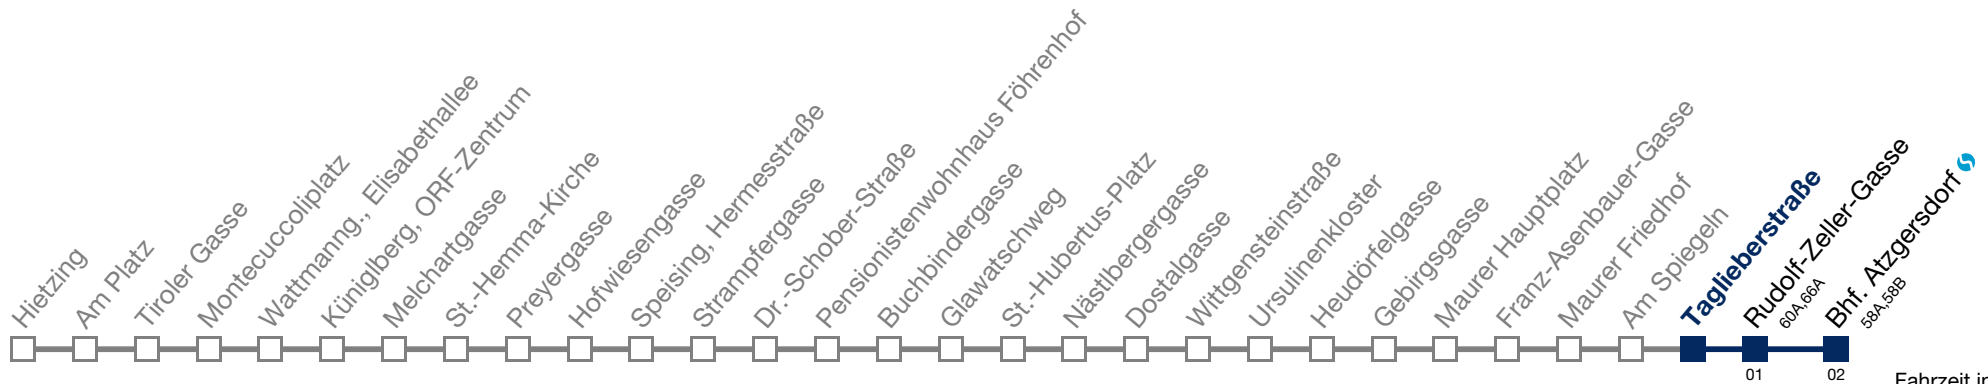 Hietzing
Am Platz
Tiroler Gasse
Montecuccoliplatz
Wattmanng., Elisabethallee
Küniglberg, ORF-Zentrum
Melchartgasse
St.-Hemma-Kirche
Preyergasse
Hofwiesengasse
Speising, Hermesstraße
Strampfergasse
Dr.-Schober-Straße
Pensionistenwohnhaus Föhrenhof
Buchbindergasse
Glawatschweg
St.-Hubertus-Platz
Nästlbergergasse
Dostalgasse
Wittgensteinstraße
Ursulinenkloster
Heudörfelgasse
Gebirgsgasse
Maurer Hauptplatz
Franz-Asenbauer-Gasse
Maurer Friedhof
Am Spiegeln
Taglieberstraße
Rudolf-Zeller-Gasse
60A,66A
Bhf. Atzgersdorf
58A,58B
01
02
Fahrzeit in